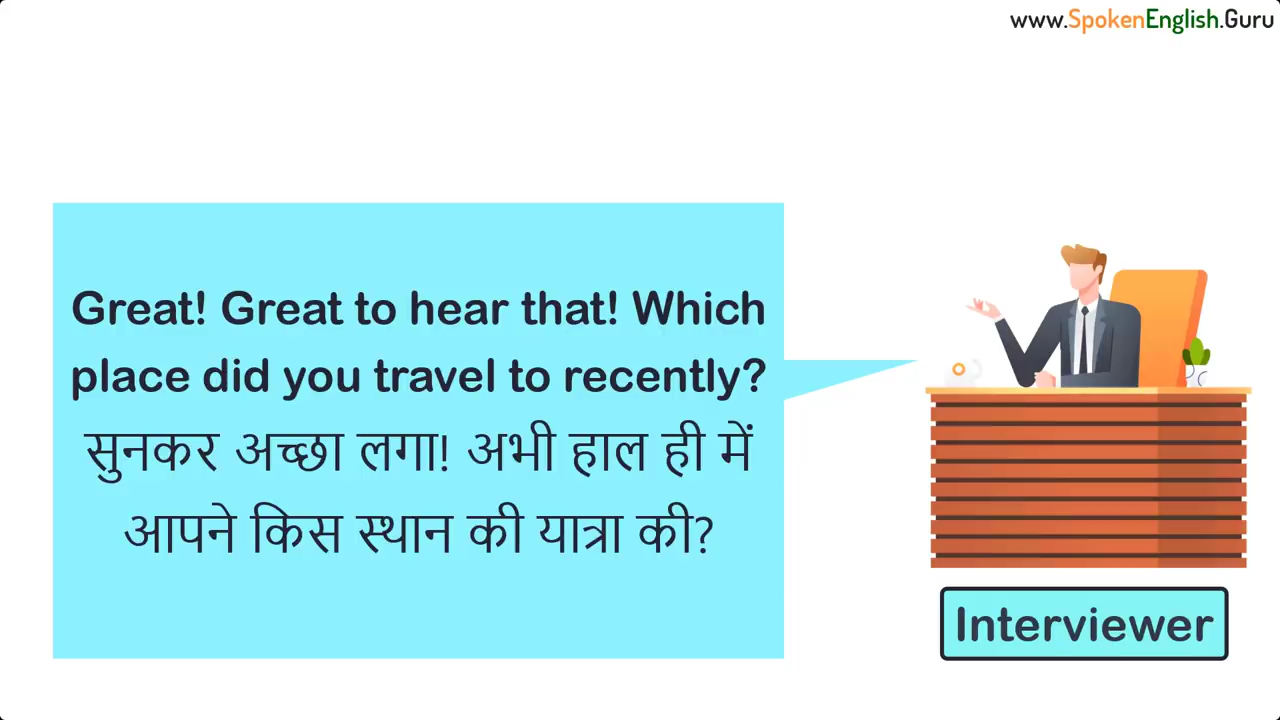 www.SpokenEnglish.Guru
Great! Great to hear that! Which
place did you travel to recently?
सुनकर अच्छा लगा! अभी हाल ही में
आपने किस स्थान की यात्रा की?
Interviewer